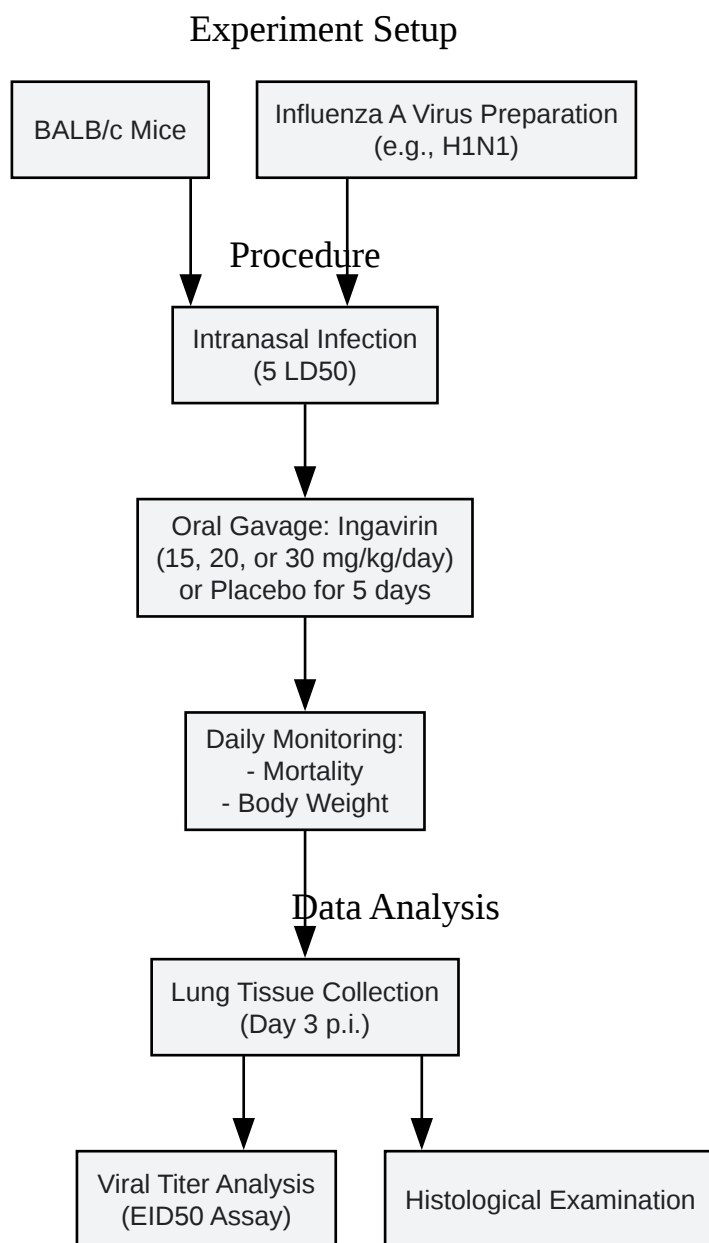 Experiment Setup
BALB/c Mice
Influenza A Virus Preparation
(e.g., H1N1)
Procedure
Intranasal Infection
(5 LD50)
Oral Gavage: Ingavirin
(15, 20, or 30 mg/kg/day)
or Placebo for 5 days
Daily Monitoring:
- Mortality
- Body Weight
Data Analysis
Lung Tissue Collection
(Day 3 p.i.)
Viral Titer Analysis
(EID50 Assay)
Histological Examination